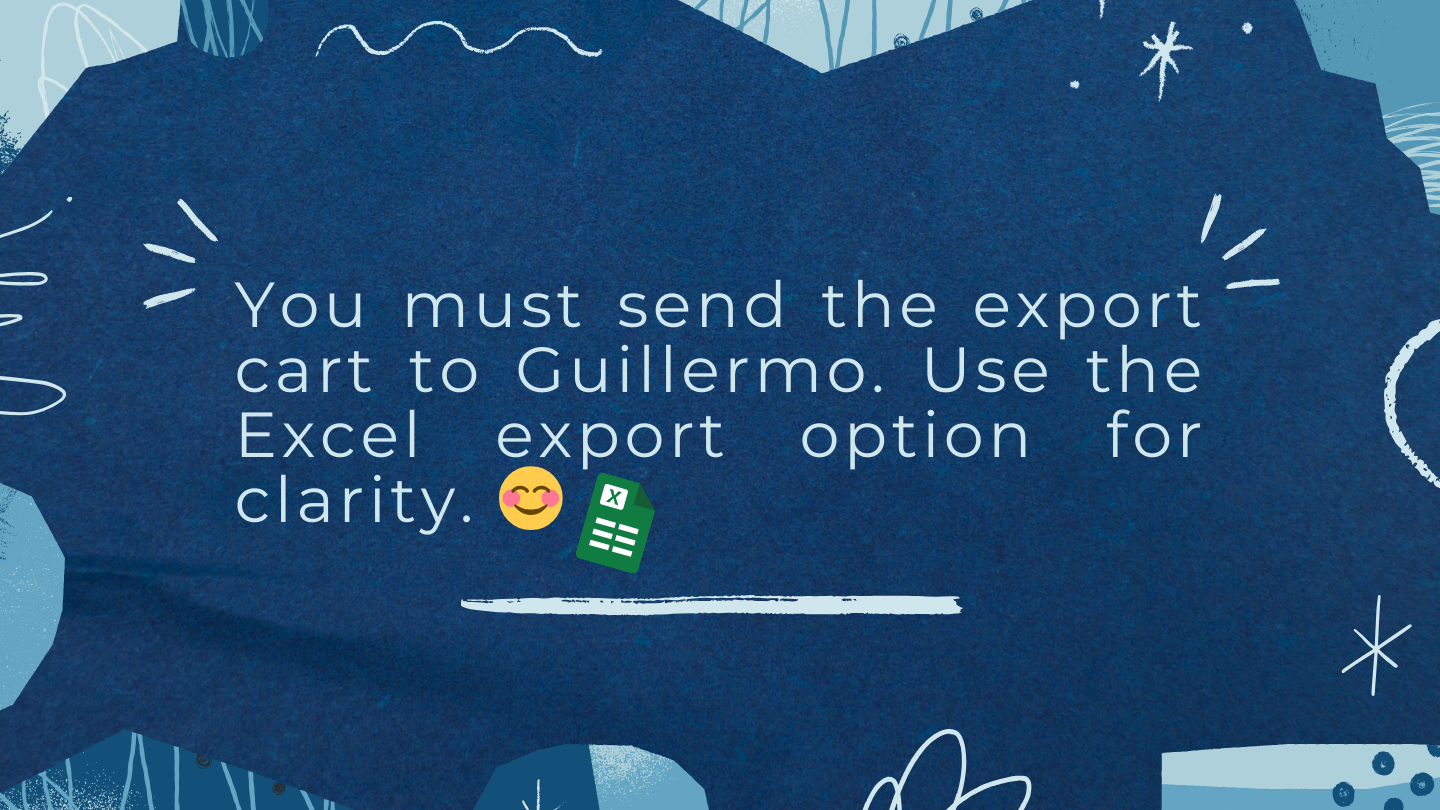 You must send the export
cart to Guillermo. Use the
Excel export option for
clarity. 😊
X